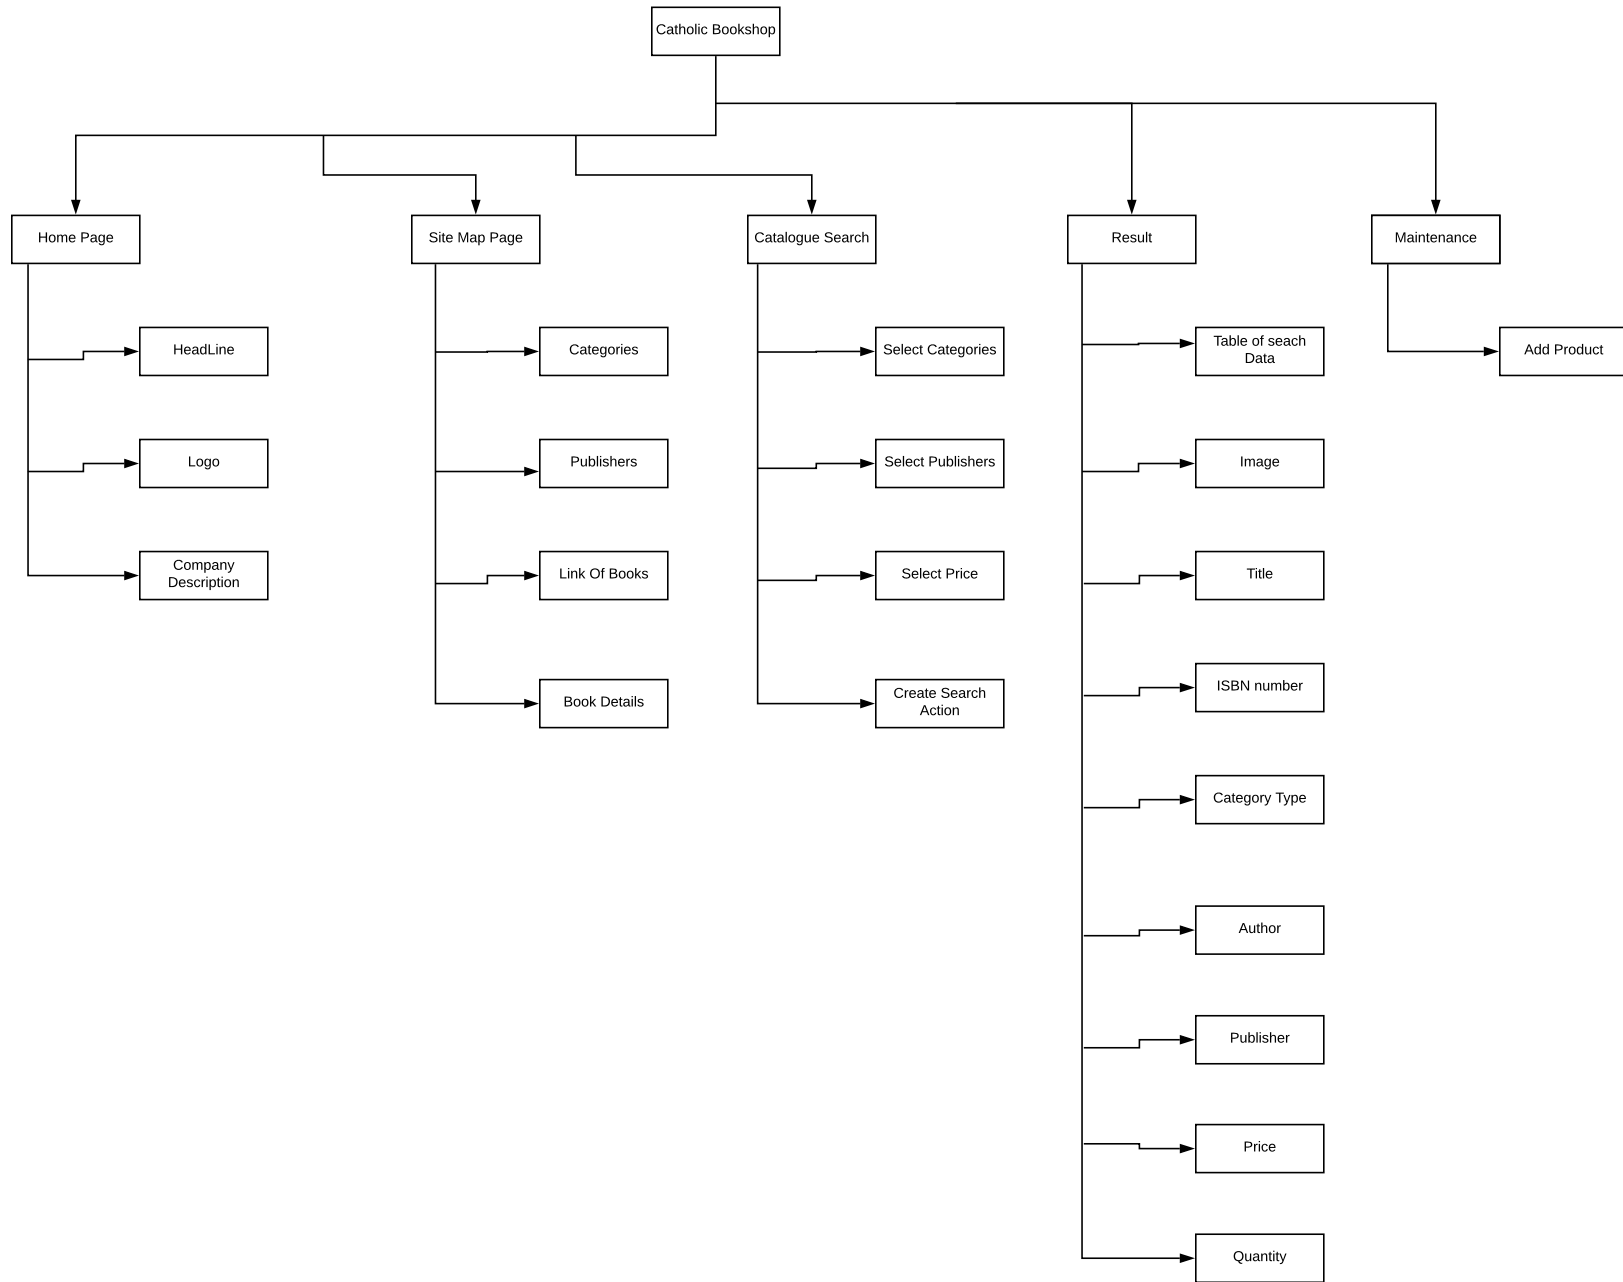 Catholic Bookshop
Home Page
Site Map Page
Catalogue Search
Result
Maintenance
HeadLine
Logo
Company
Description
Categories
Publishers
Link Of Books
Book Details
Select Categories
Select Publishers
Select Price
Create Search
Action
Table of seach
Data
Image
Title
ISBN number
Category Type
Author
Publisher
Price
Quantity
Add Product